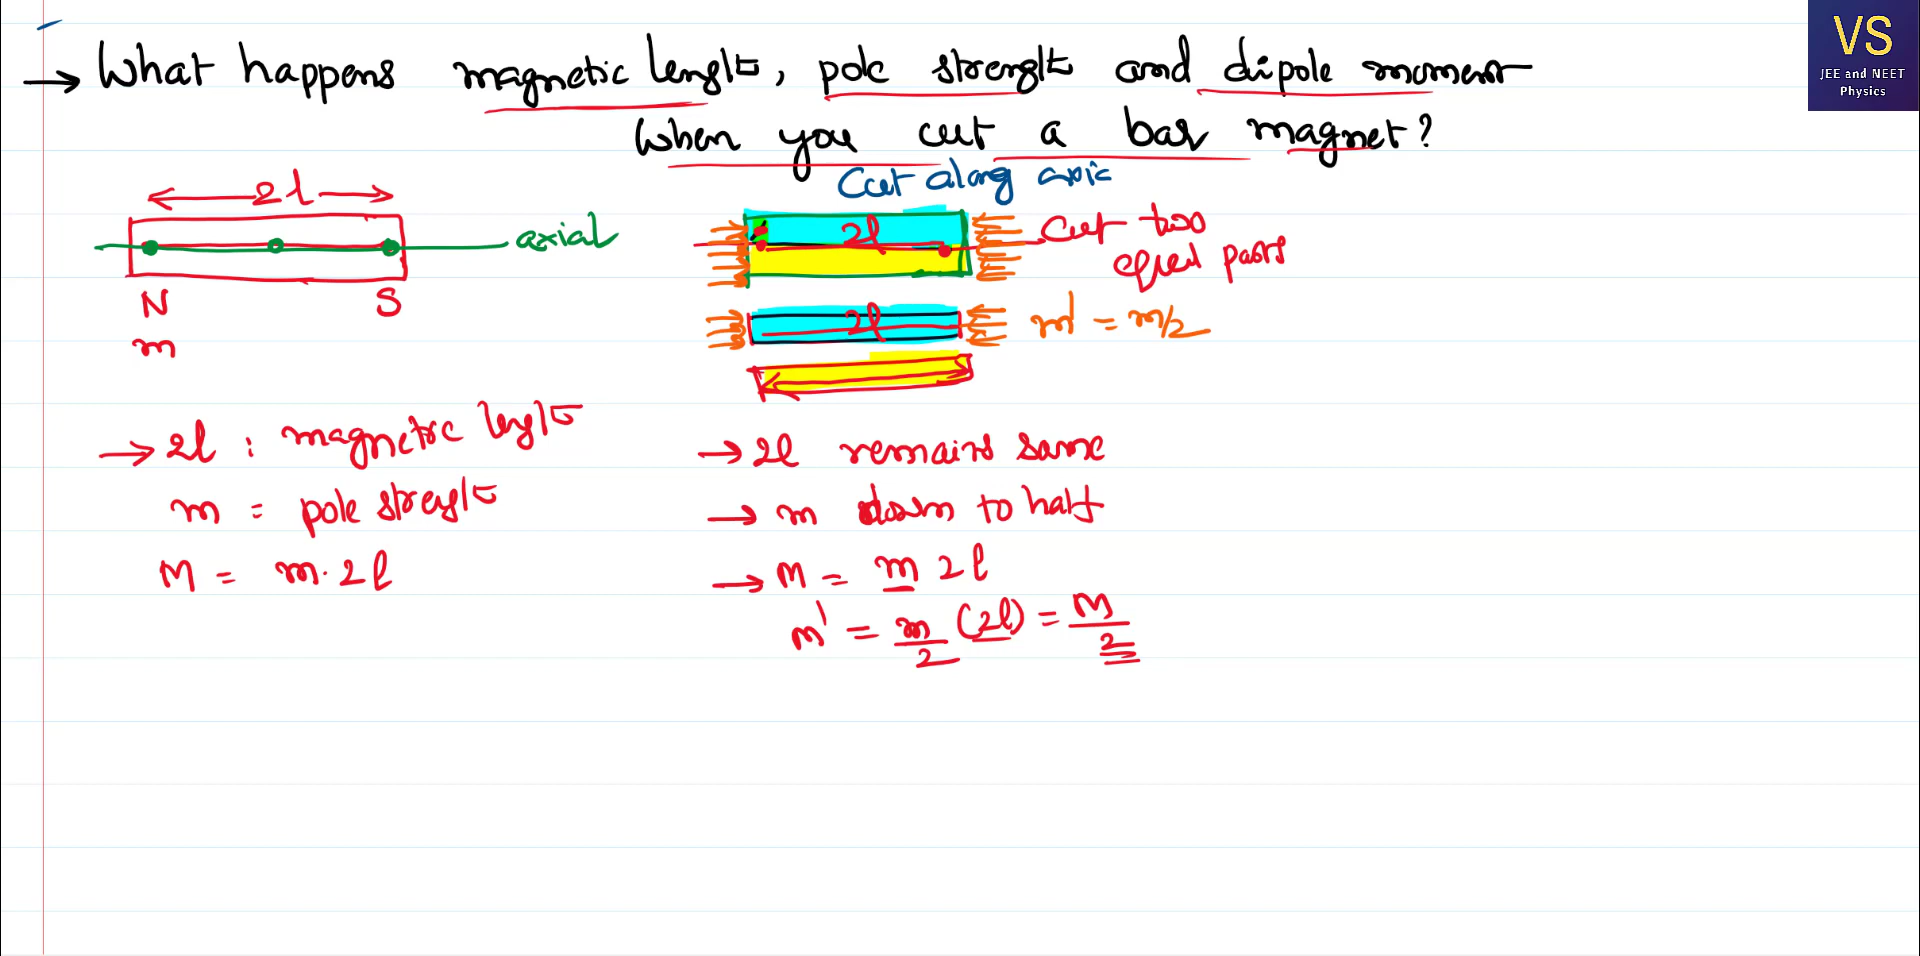 → What happens magnetic length, pole strength and dipole moment
When you cut a bar magnet?
VS
JEE and NEET
Physics
2l
axial
N S
m
→ 2l : magnetic length
m = pole strength
M = m·2l
Cut along axis
2l
Cut two
equal parts
2l
m' = m/2
→ 2l remains same
→ m down to half
→ M = m 2l
m' = m/2 (2l) = M/2